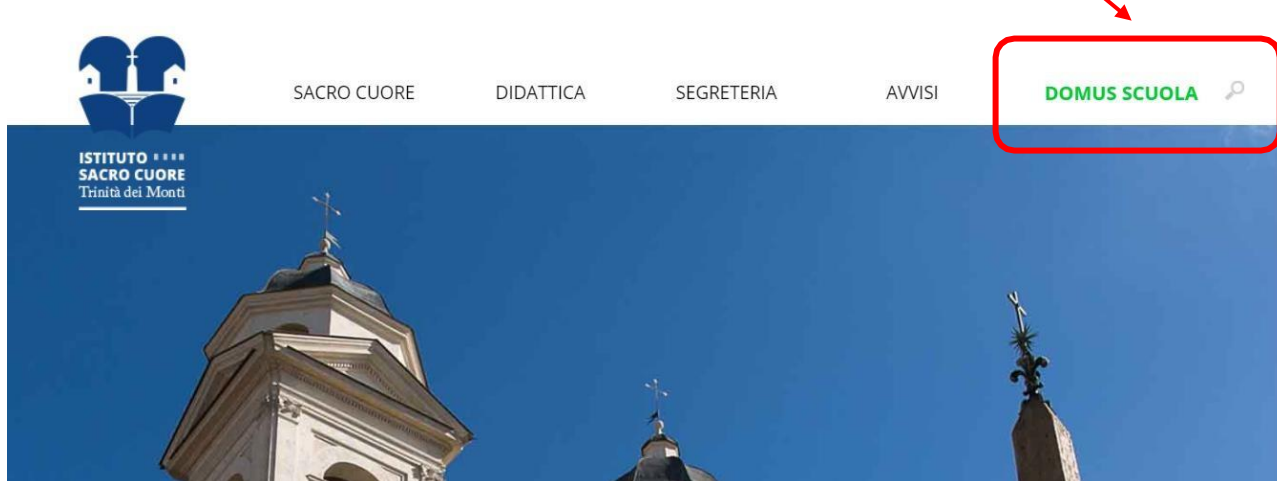 SACRO CUORE DIDATTICA SEGRETERIA AVVISI DOMUS SCUOLA
ISTITUTO
SACRO CUORE
Trinità dei Monti